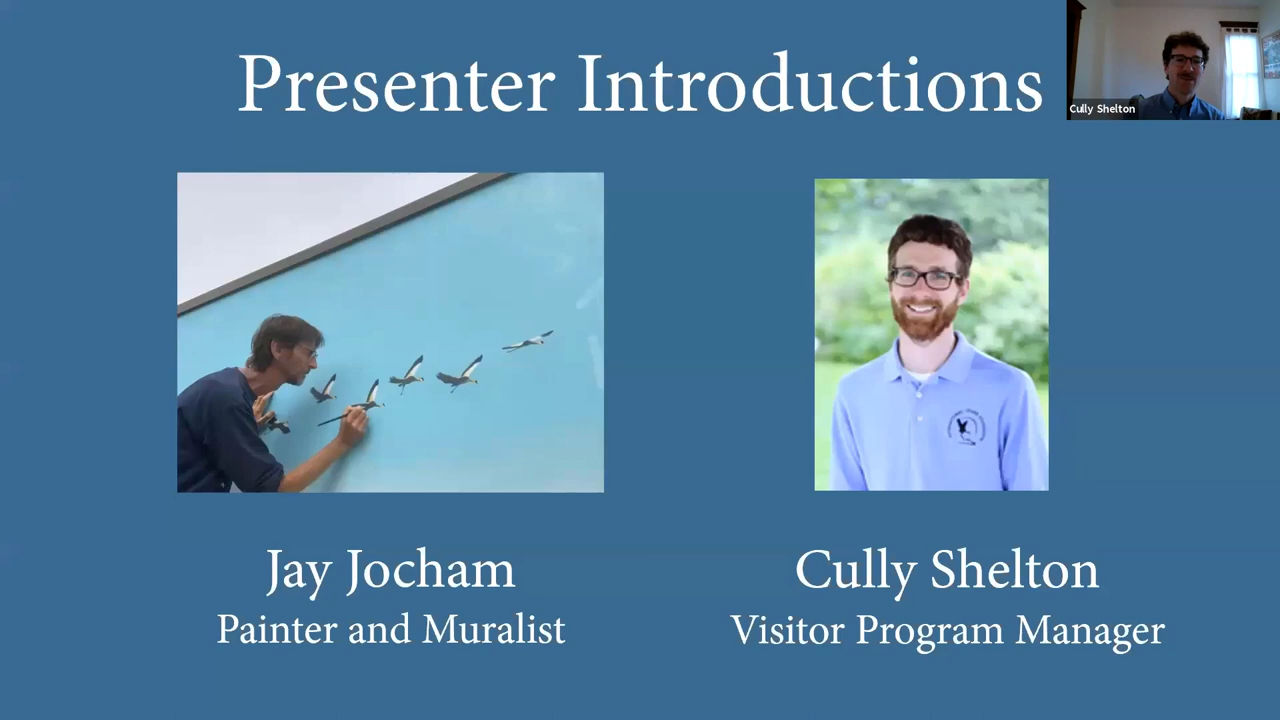 Presenter Introductions
Cully Shelton
Jay Jocham
Painter and Muralist
Cully Shelton
Visitor Program Manager